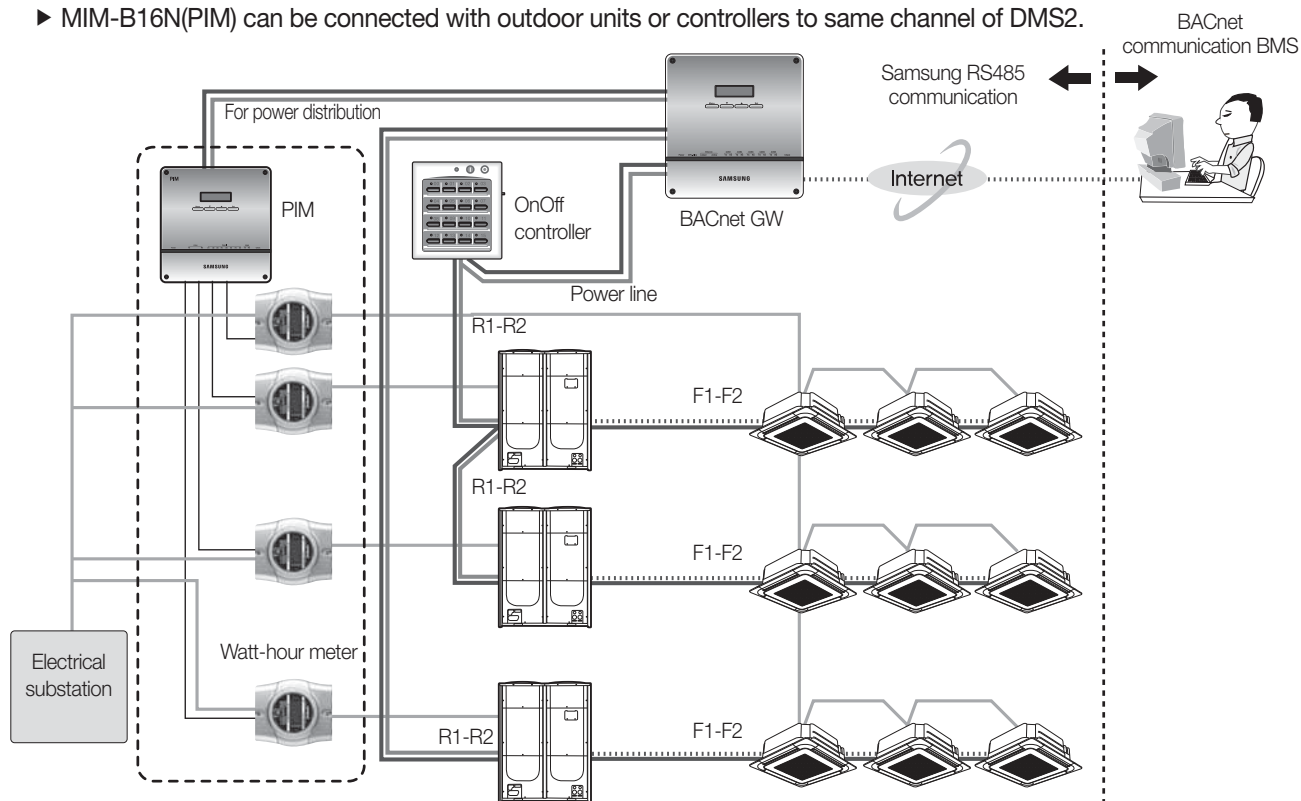 ▶ MIM-B16N(PIM) can be connected with outdoor units or controllers to same channel of DMS2.
BACnet
communication BMS
Samsung RS485
communication
For power distribution
PIM
PIM
SAMSUNG
OnOff
controller
SAMSUNG
BACnet GW
Internet
Power line
R1-R2
F1-F2
R1-R2
F1-F2
Electrical
substation
Watt-hour meter
R1-R2
F1-F2